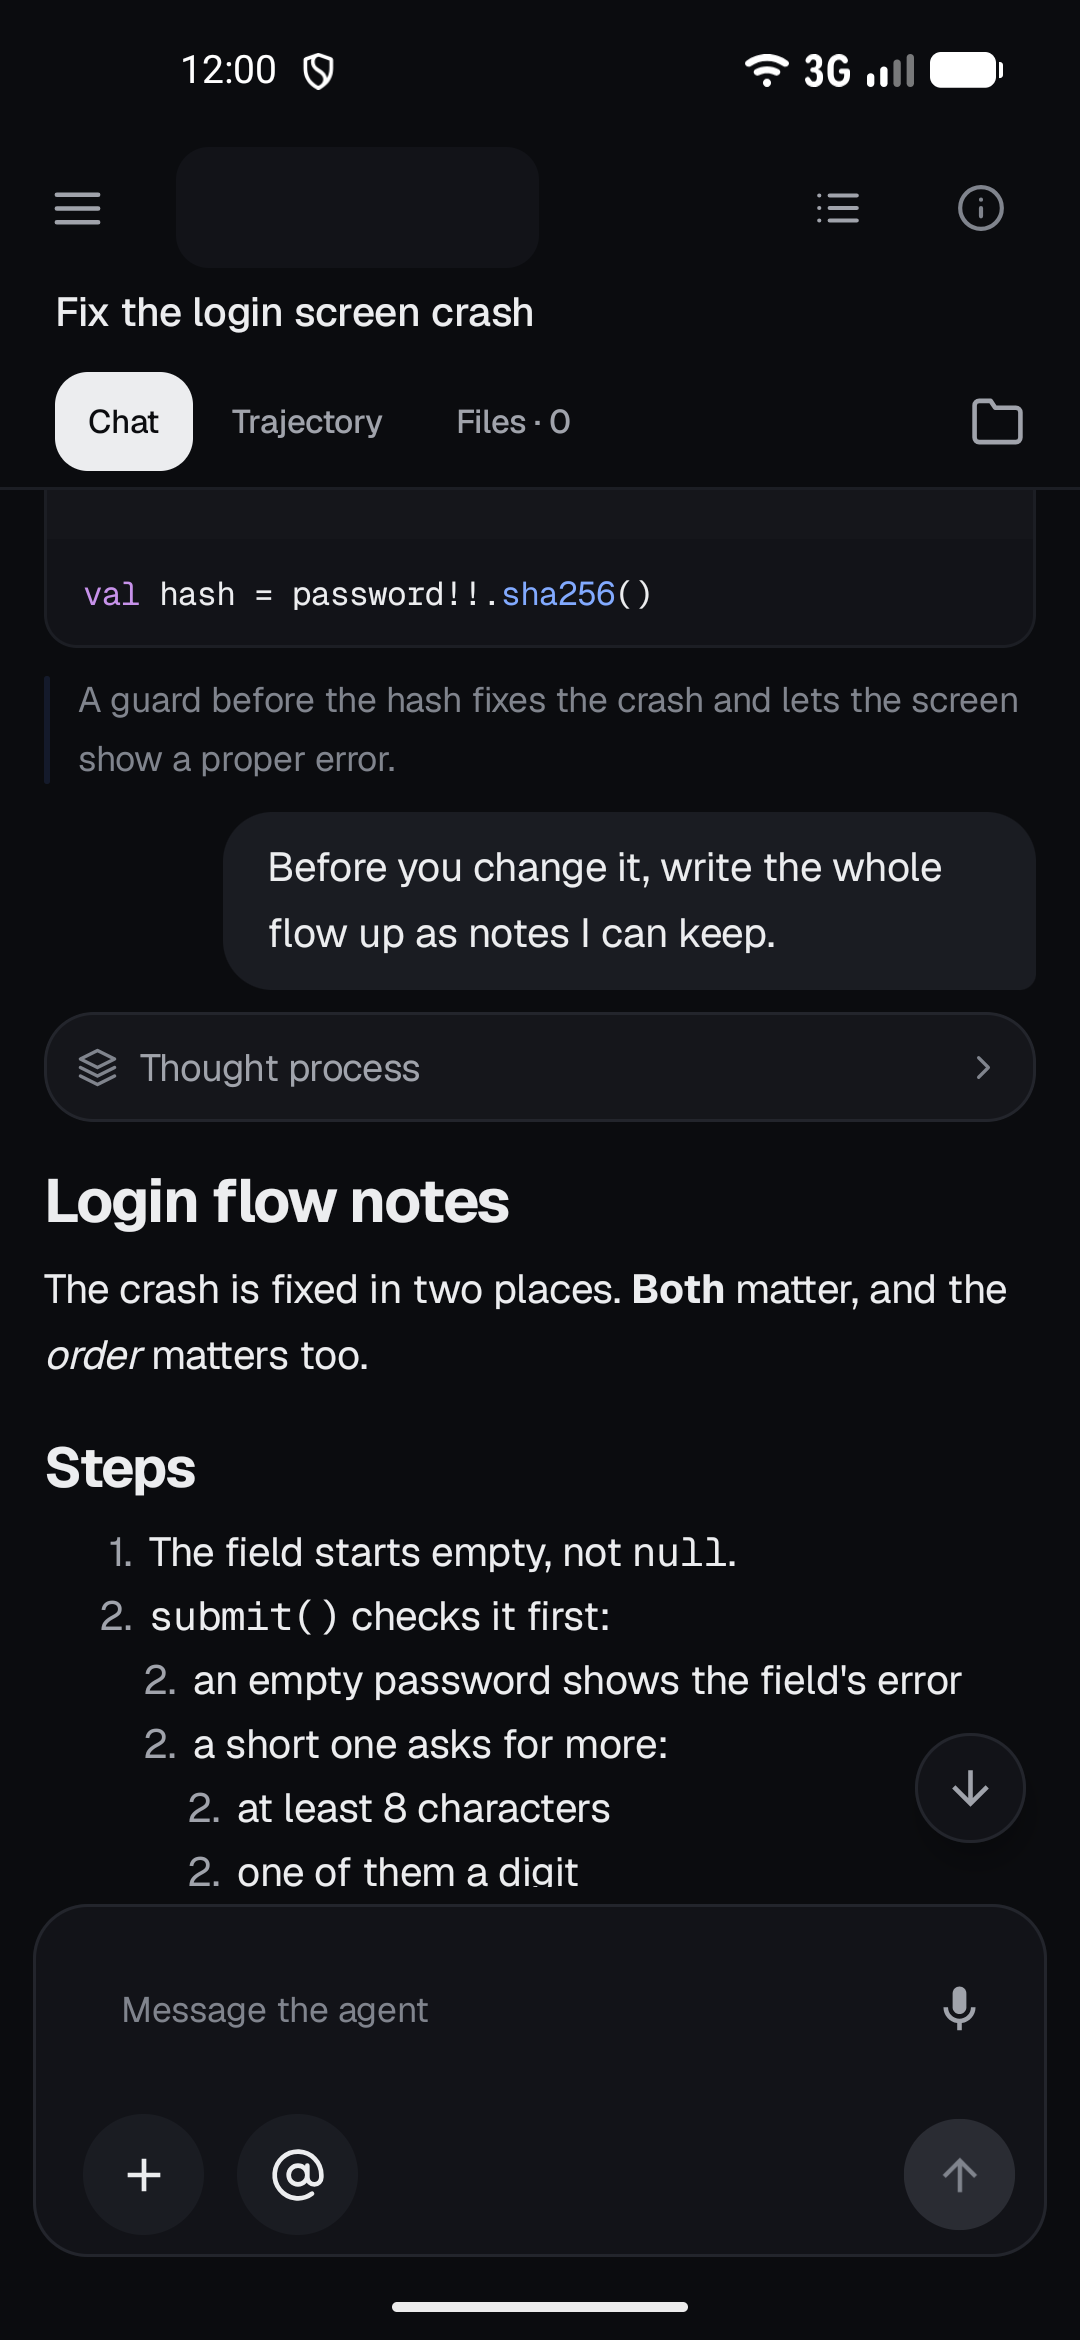 12:00
3G
Fix the login screen crash
Chat
Trajectory
Files · 0
val hash = password!!.sha256()
A guard before the hash fixes the crash and lets the screen
show a proper error.
Before you change it, write the whole
flow up as notes I can keep.
Thought process
Login flow notes
The crash is fixed in two places. Both matter, and the
order matters too.
Steps
1. The field starts empty, not null.
2. submit() checks it first:
2. an empty password shows the field's error
2. a short one asks for more:
2. at least 8 characters
2. one of them a digit
Message the agent